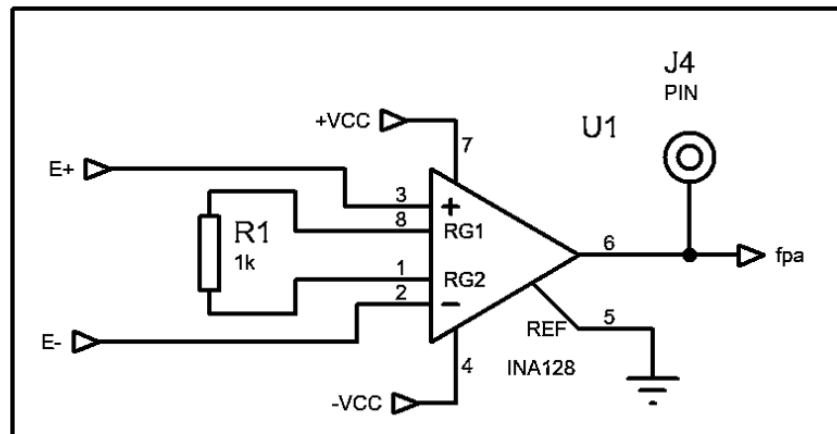 J4
PIN
U1
+VCC
7
E+
3
+
8
RG1
R1
1k
1
RG2
2
−
6
fpa
REF
5
E-
4
INA128
-VCC